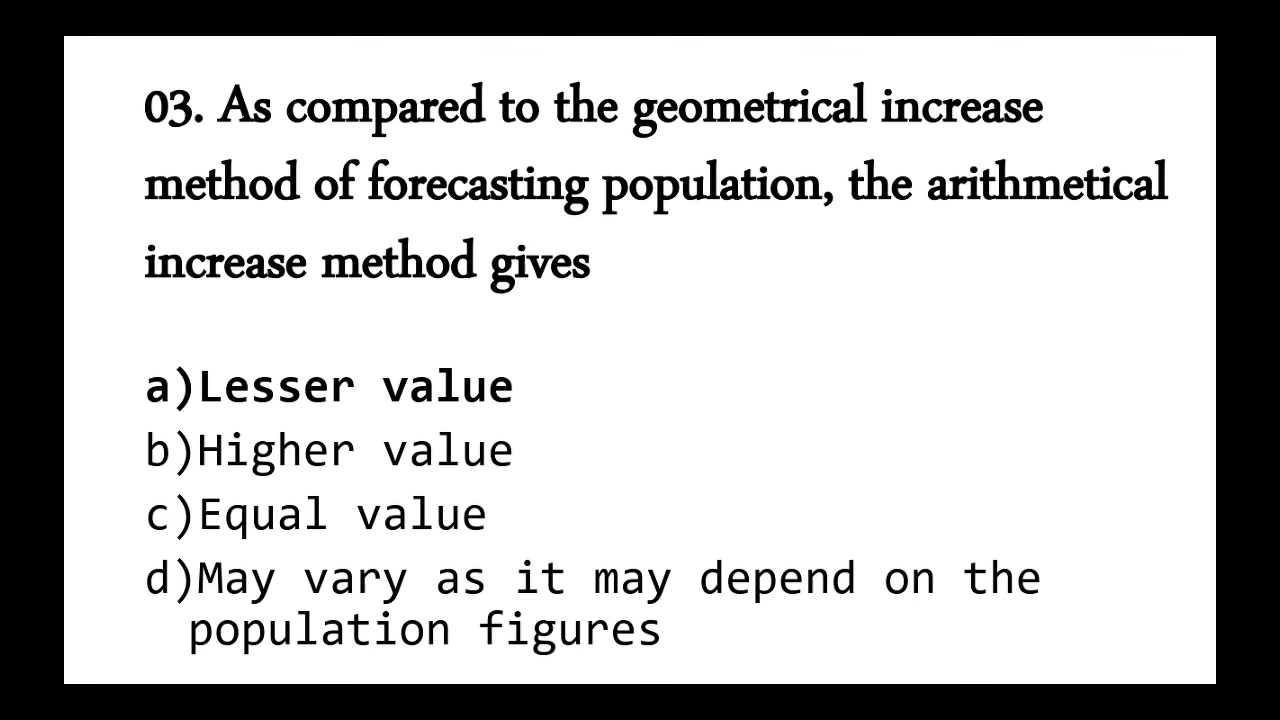 03. As compared to the geometrical increase
method of forecasting population, the arithmetical
increase method gives
a)Lesser value
b)Higher value
c)Equal value
d)May vary as it may depend on the
population figures